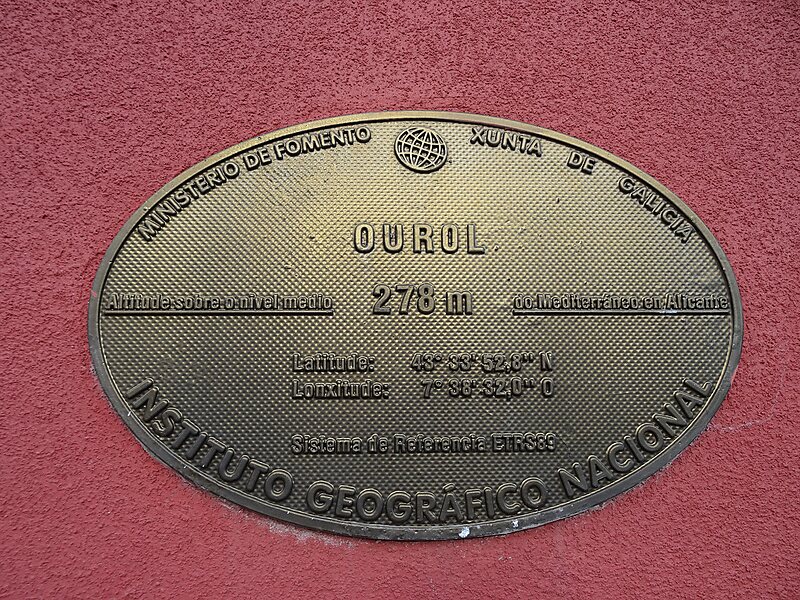 MINISTERIO DE FOMENTO
XUNTA DE GALICIA
OUROL
278 m
Altitude sobre o nivel medio
do Mediterráneo en Alicante
Latitude: 43° 33' 52,8'' N
Lonxitude: 7° 38' 32,0'' O
Sistema de Referencia ETRS89
INSTITUTO GEOGRÁFICO NACIONAL